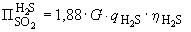 П^{H₂S}_{SO₂} = 1,88 · G · q_{H₂S} · η_{H₂S}